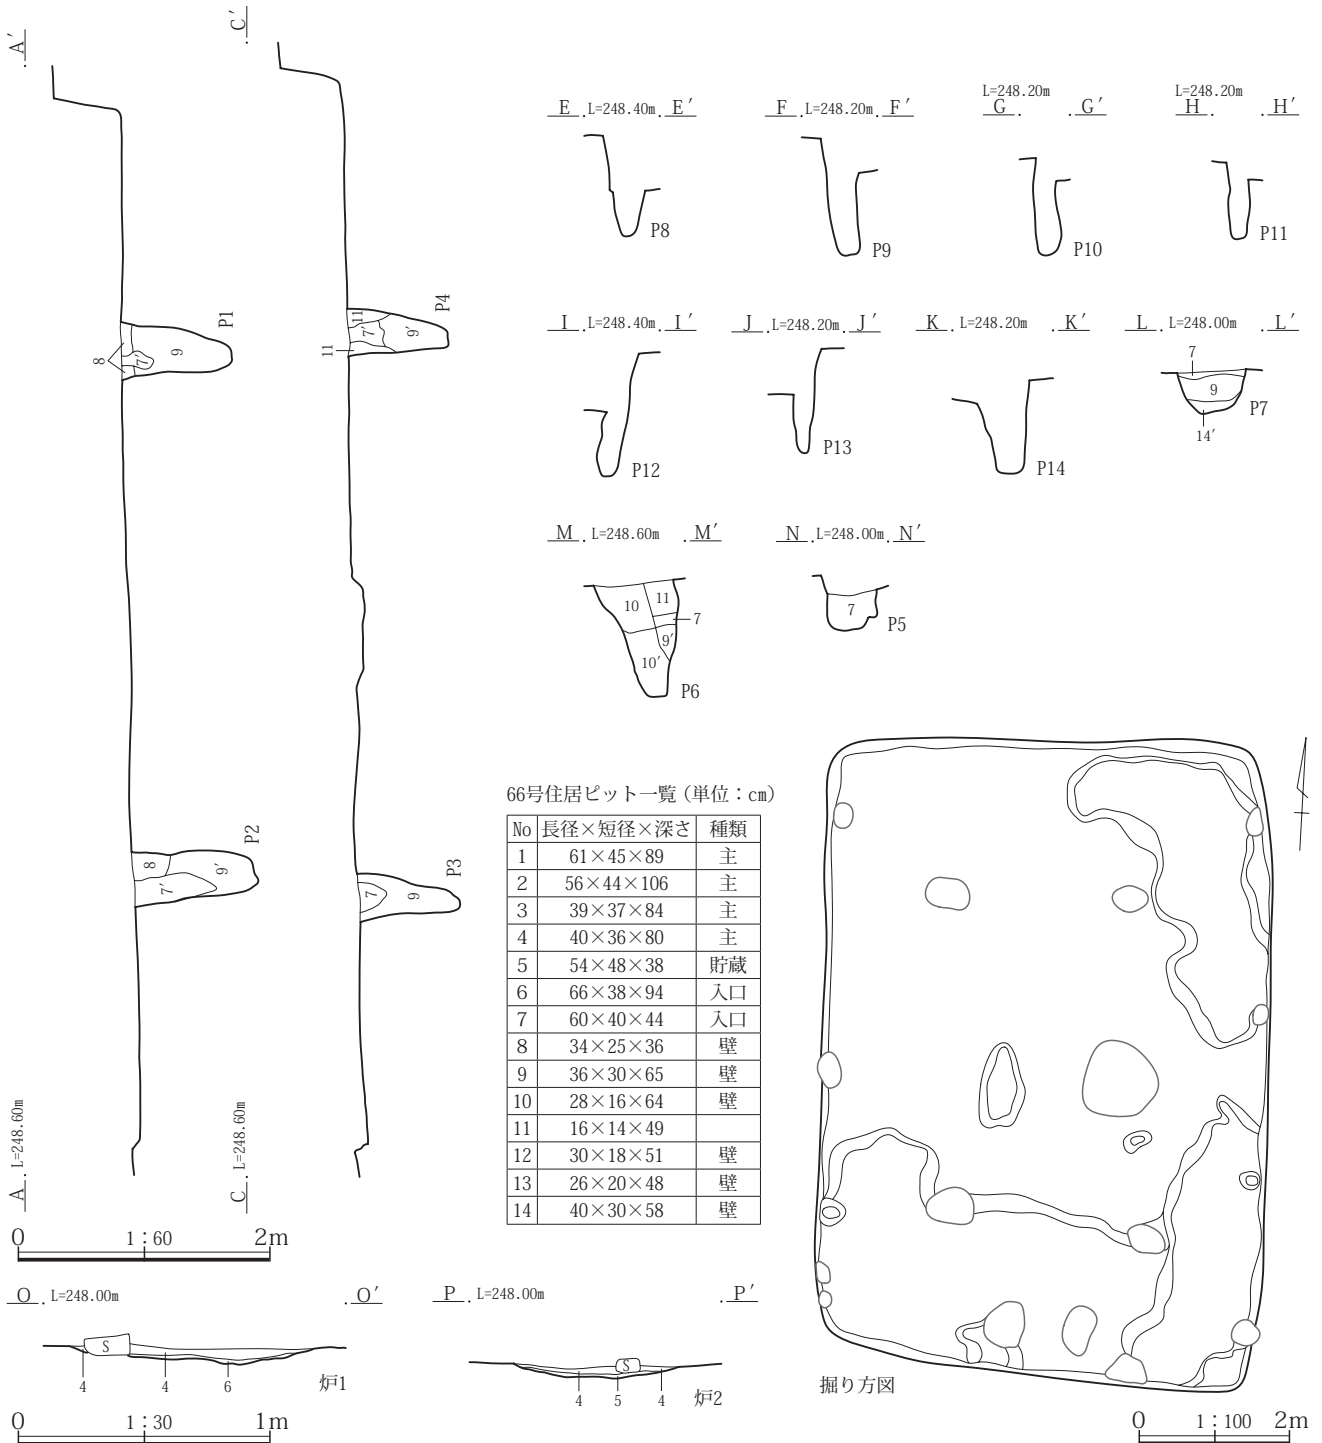 A′
C′
P1
8
7′
9
11
11
7′
9′
P4
P2
8
7′
9′
P3
7
9
A . L=248.60m
C . L=248.60m
0 1:60 2m
E . L=248.40m . E′
P8
F . L=248.20m . F′
P9
L=248.20m
G . . G′
P10
L=248.20m
H . . H′
P11
I . L=248.40m . I′
P12
J . L=248.20m . J′
P13
K . L=248.20m . K′
P14
L . L=248.00m . L′
7
9
14′
P7
M . L=248.60m . M′
10
11
7
9′
10′
P6
N . L=248.00m . N′
7
P5
66号住居ピット一覧（単位：cm）
No 長径×短径×深さ 種類
1 61×45×89 主
2 56×44×106 主
3 39×37×84 主
4 40×36×80 主
5 54×48×38 貯蔵
6 66×38×94 入口
7 60×40×44 入口
8 34×25×36 壁
9 36×30×65 壁
10 28×16×64 壁
11 16×14×49
12 30×18×51 壁
13 26×20×48 壁
14 40×30×58 壁
O . L=248.00m . O′
S
4 4 6
炉1
P . L=248.00m . P′
S
4 5 4
炉2
0 1:30 1m
掘り方図
0 1:100 2m